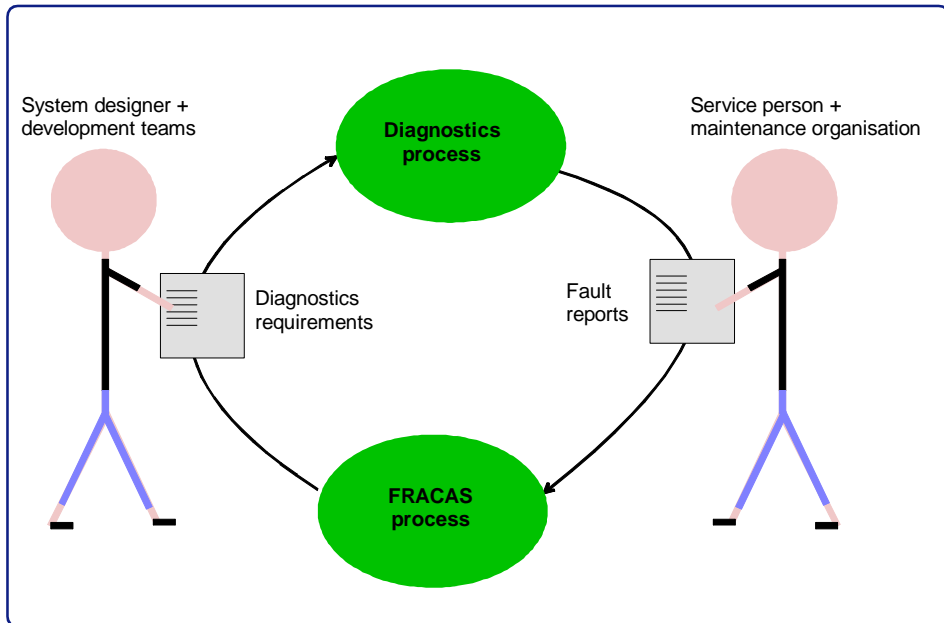 System designer +
development teams
Diagnostics
process
Service person +
maintenance organisation
Diagnostics
requirements
Fault
reports
FRACAS
process